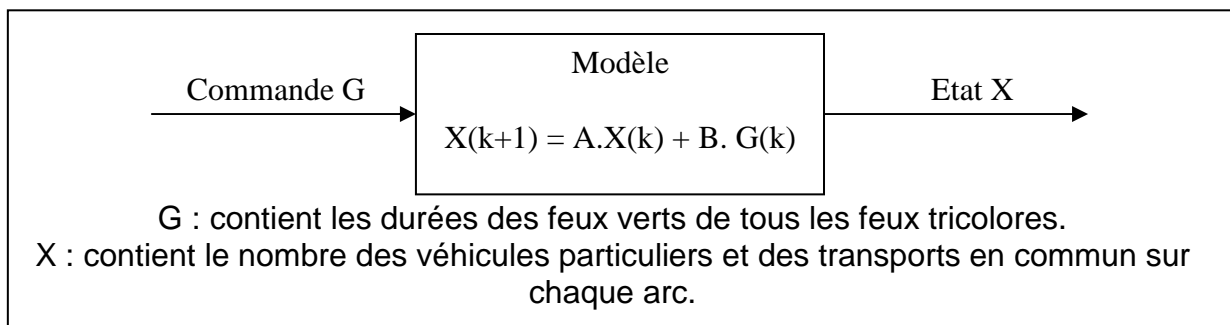 Modèle
Commande G
Etat X
X(k+1) = A.X(k) + B. G(k)
G : contient les durées des feux verts de tous les feux tricolores.
X : contient le nombre des véhicules particuliers et des transports en commun sur
chaque arc.